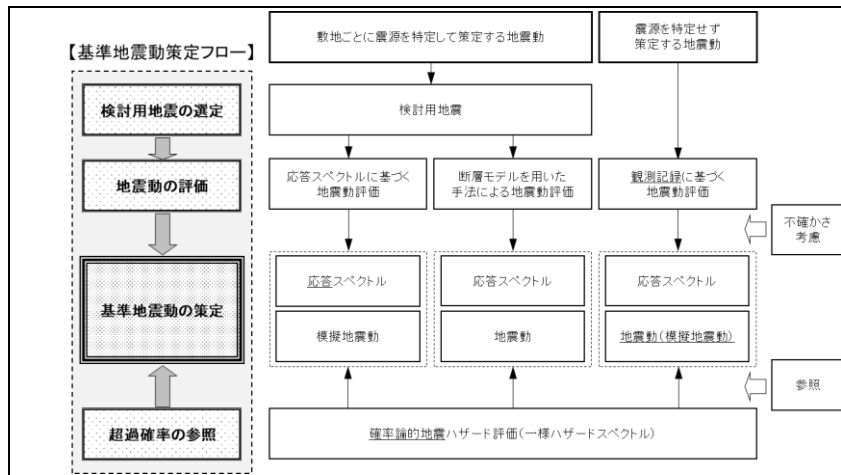 【基準地震動策定フロー】
検討用地震の選定
地震動の評価
基準地震動の策定
超過確率の参照
敷地ごとに震源を特定して策定する地震動
震源を特定せず
策定する地震動
検討用地震
応答スペクトルに基づく
地震動評価
断層モデルを用いた
手法による地震動評価
観測記録に基づく
地震動評価
不確かさ
考慮
応答スペクトル
模擬地震動
応答スペクトル
地震動
応答スペクトル
地震動(模擬地震動)
参照
確率論的地震ハザード評価(一様ハザードスペクトル)